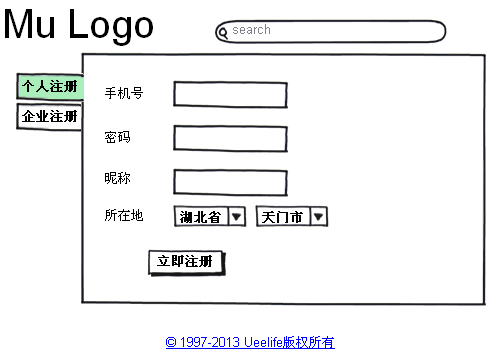 Mu Logo
search
个人注册
企业注册
手机号
密码
昵称
所在地
湖北省 天门市
立即注册
© 1997-2013 Ueelife版权所有